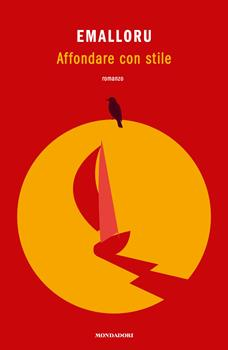 EMALLORU
Affondare con stile
romanzo
MONDADORI